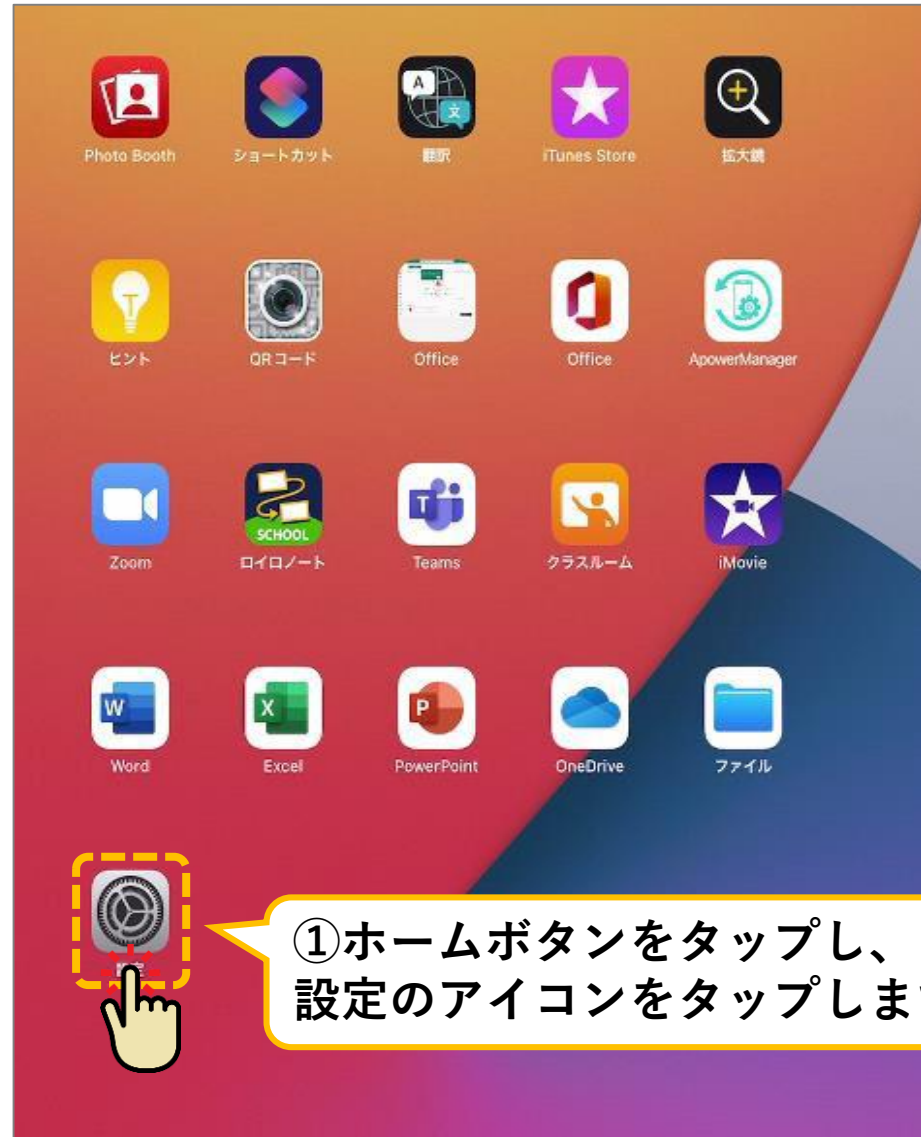 Photo Booth
ショートカット
翻訳
iTunes Store
拡大鏡
ヒント
QRコード
Office
Office
ApowerManager
SCHOOL
Zoom
ロイロノート
Teams
クラスルーム
iMovie
Word
Excel
PowerPoint
OneDrive
ファイル
①ホームボタンをタップし、
設定のアイコンをタップしま